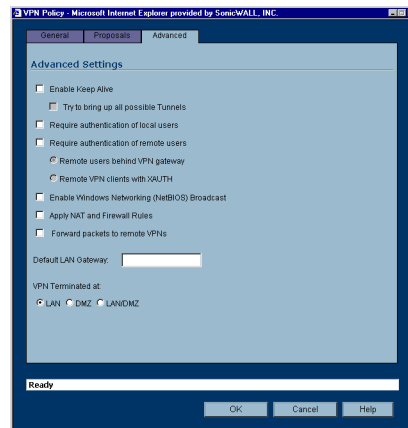 VPN Policy - Microsoft Internet Explorer provided by SonicWALL, INC.
General Proposals Advanced
Advanced Settings
Enable Keep Alive
Try to bring up all possible Tunnels
Require authentication of local users
Require authentication of remote users
Remote users behind VPN gateway
Remote VPN clients with XAUTH
Enable Windows Networking (NetBIOS) Broadcast
Apply NAT and Firewall Rules
Forward packets to remote VPNs
Default LAN Gateway:
VPN Terminated at:
LAN DMZ LAN/DMZ
Ready
OK Cancel Help